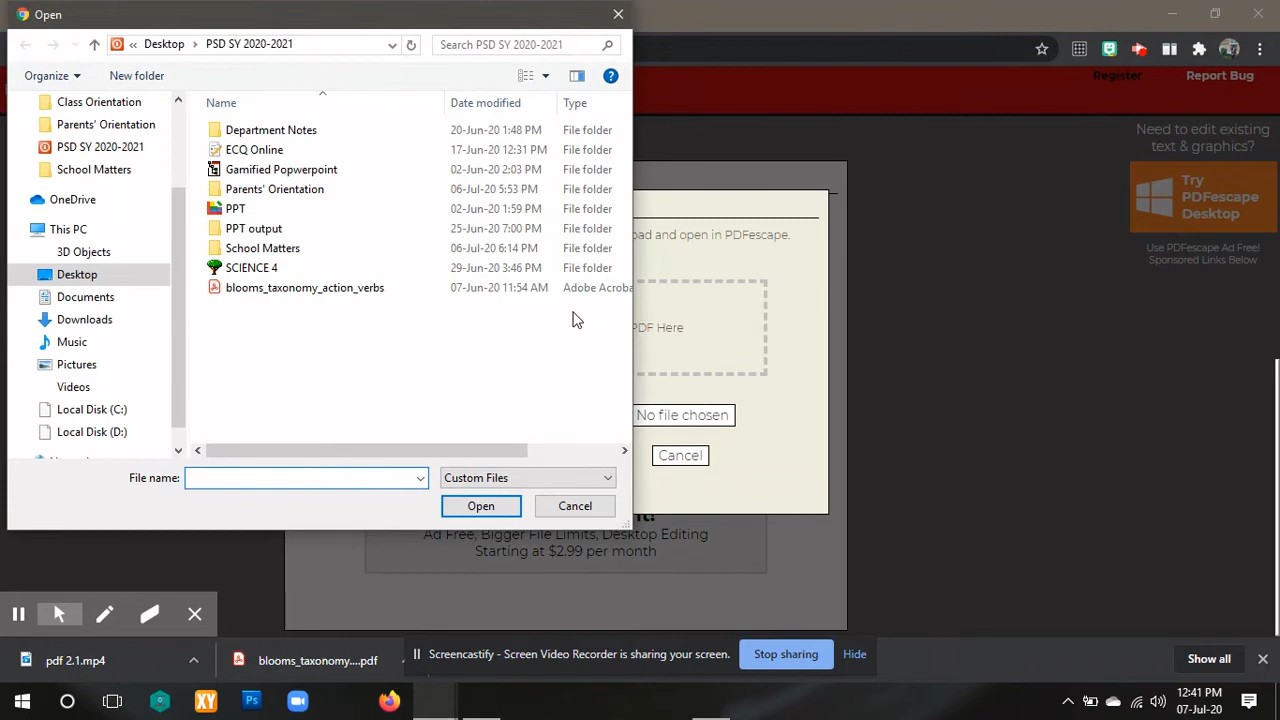 Open
Register
Report Bug
« Desktop > PSD SY 2020-2021
Search PSD SY 2020-2021
Organize
New folder
Need to edit existing
text & graphics?
Try
PDFescape
Desktop
Use PDFescape Ad Free!
Sponsored Links Below
Class Orientation
Parents' Orientation
PSD SY 2020-2021
School Matters
OneDrive
This PC
3D Objects
Desktop
Documents
Downloads
Music
Pictures
Videos
Local Disk (C:)
Local Disk (D:)
Name Date modified Type
Department Notes 20-Jun-20 1:48 PM File folder
ECQ Online 17-Jun-20 12:31 PM File folder
Gamified Popwerpoint 02-Jun-20 2:03 PM File folder
Parents' Orientation 06-Jul-20 5:53 PM File folder
PPT 02-Jun-20 1:59 PM File folder
PPT output 25-Jun-20 7:00 PM File folder
School Matters 06-Jul-20 6:14 PM File folder
SCIENCE 4 29-Jun-20 3:46 PM File folder
blooms_taxonomy_action_verbs 07-Jun-20 11:54 AM Adobe Acroba
oad and open in PDFescape.
PDF Here
No file chosen
Cancel
File name:
Custom Files
Open
Cancel
it!
Ad Free, Bigger File Limits, Desktop Editing
Starting at $2.99 per month
pdf 2.1.mp4
blooms_taxonomy....pdf
Screencastify - Screen Video Recorder is sharing your screen.
Stop sharing
Hide
Show all
XY
Ps
12:41 PM
07-Jul-20